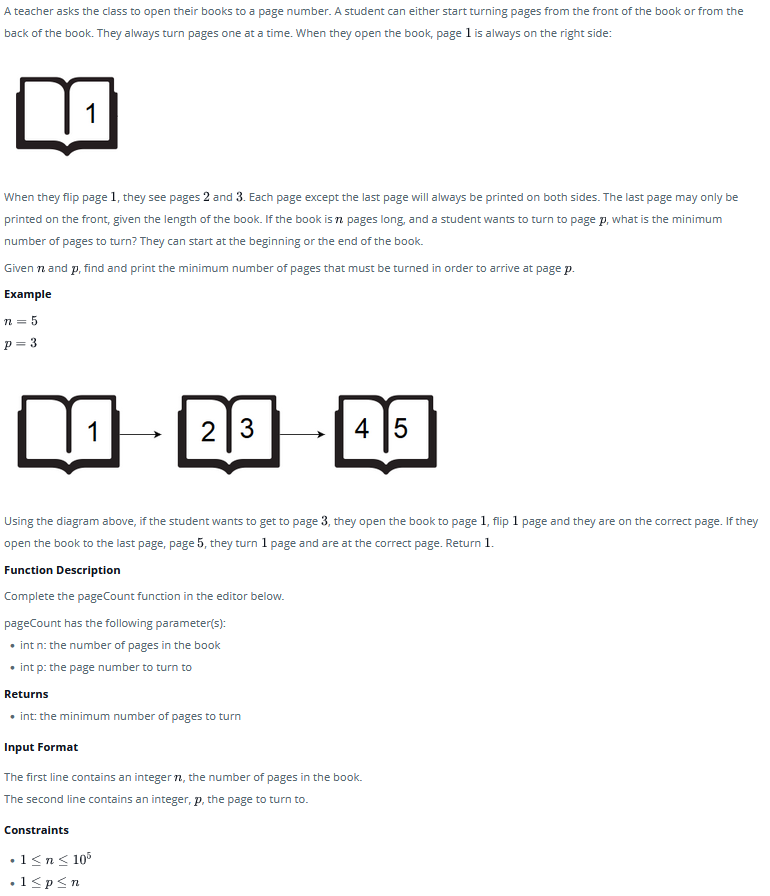 A teacher asks the class to open their books to a page number. A student can either start turning pages from the front of the book or from the
back of the book. They always turn pages one at a time. When they open the book, page 1 is always on the right side:
1
When they flip page 1, they see pages 2 and 3. Each page except the last page will always be printed on both sides. The last page may only be
printed on the front, given the length of the book. If the book is n pages long, and a student wants to turn to page p, what is the minimum
number of pages to turn? They can start at the beginning or the end of the book.
Given n and p, find and print the minimum number of pages that must be turned in order to arrive at page p.
Example
n = 5
p = 3
1 2 3 4 5
Using the diagram above, if the student wants to get to page 3, they open the book to page 1, flip 1 page and they are on the correct page. If they
open the book to the last page, page 5, they turn 1 page and are at the correct page. Return 1.
Function Description
Complete the pageCount function in the editor below.
pageCount has the following parameter(s):
• int n: the number of pages in the book
• int p: the page number to turn to
Returns
• int: the minimum number of pages to turn
Input Format
The first line contains an integer n, the number of pages in the book.
The second line contains an integer, p, the page to turn to.
Constraints
• 1 ≤ n ≤ 10⁵
• 1 ≤ p ≤ n